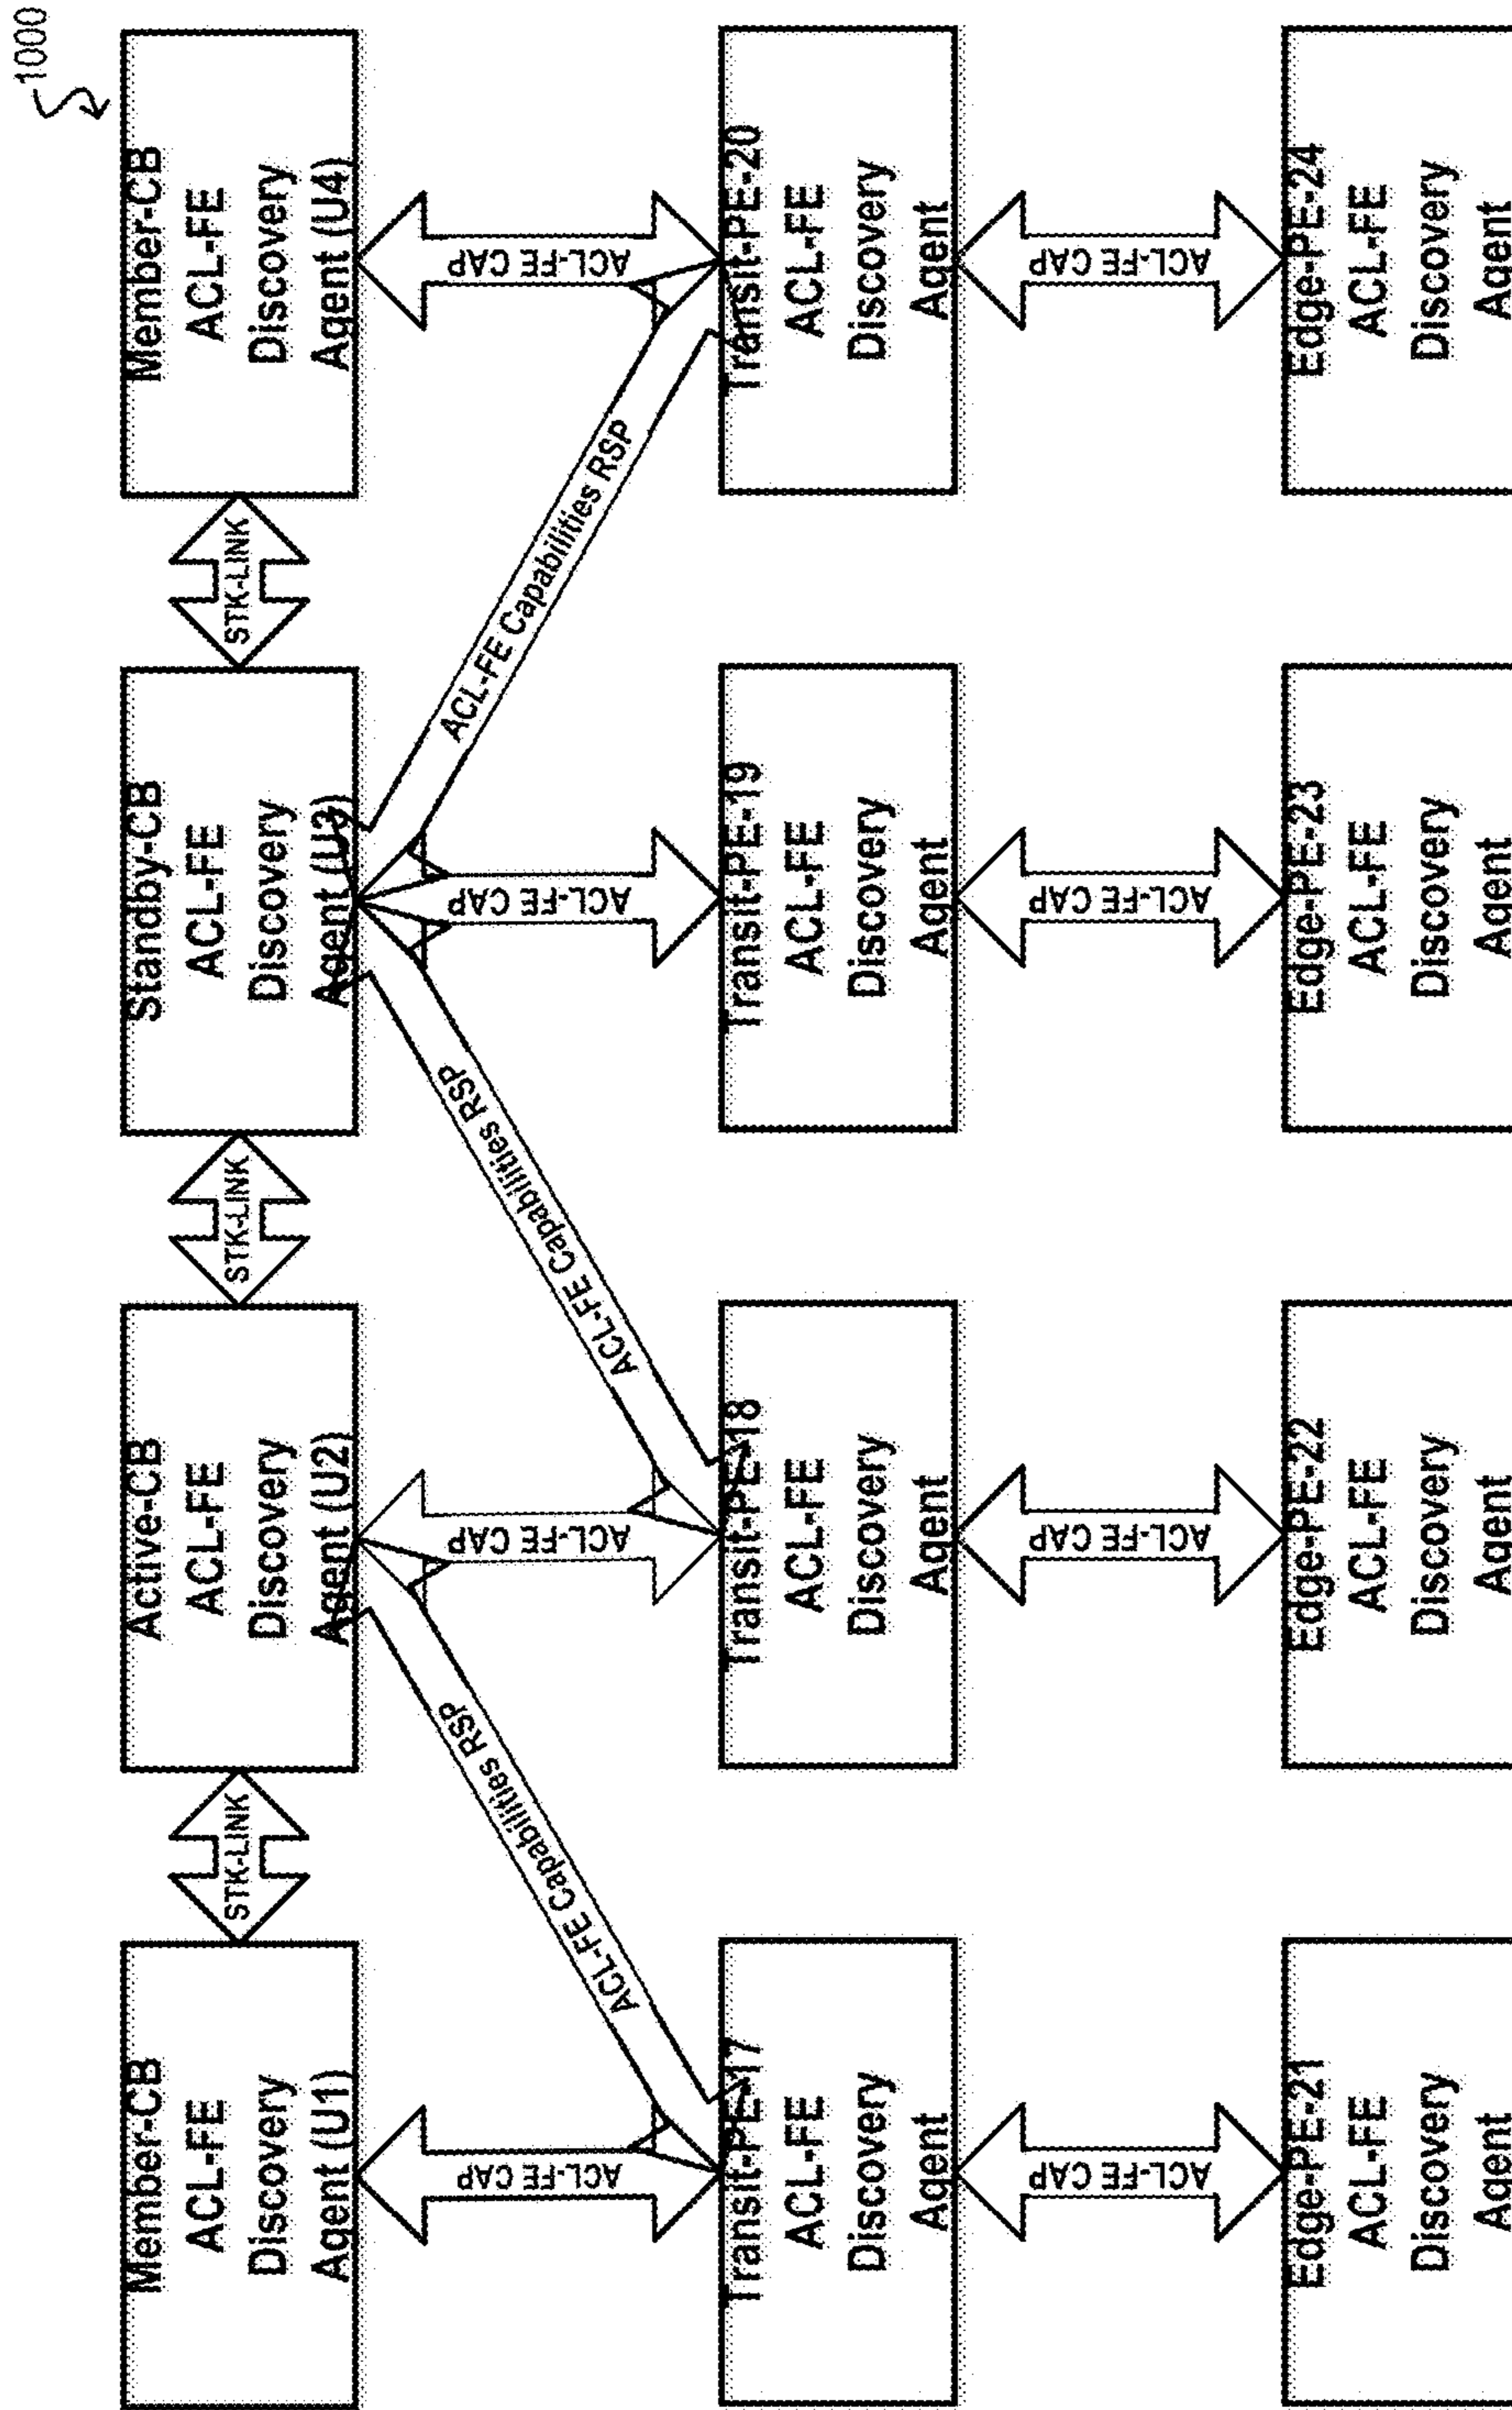 1000
Member-CB
ACL-FE
Discovery
Agent (U1)
STK-LINK
Active-CB
ACL-FE
Discovery
Agent (U2)
STK-LINK
Standby-CB
ACL-FE
Discovery
Agent (U3)
STK-LINK
Member-CB
ACL-FE
Discovery
Agent (U4)
ACL-FE CAP
ACL-FE Capabilities RSP
ACL-FE CAP
ACL-FE Capabilities RSP
ACL-FE CAP
ACL-FE Capabilities RSP
ACL-FE CAP
Transit-PE-17
ACL-FE
Discovery
Agent
Transit-PE-18
ACL-FE
Discovery
Agent
Transit-PE-19
ACL-FE
Discovery
Agent
Transit-PE-20
ACL-FE
Discovery
Agent
ACL-FE CAP
ACL-FE CAP
ACL-FE CAP
ACL-FE CAP
Edge-PE-21
ACL-FE
Discovery
Agent
Edge-PE-22
ACL-FE
Discovery
Agent
Edge-PE-23
ACL-FE
Discovery
Agent
Edge-PE-24
ACL-FE
Discovery
Agent